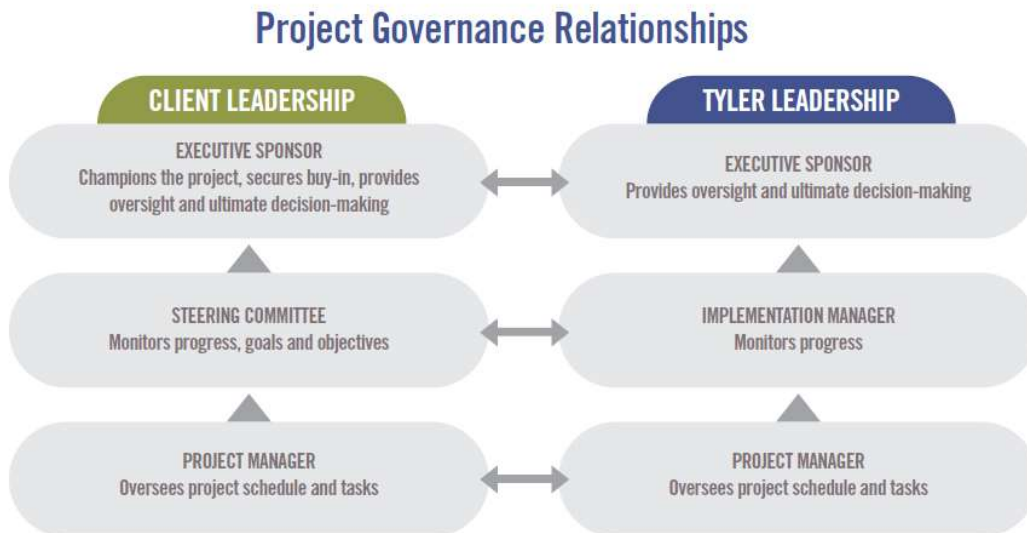 Project Governance Relationships
CLIENT LEADERSHIP
EXECUTIVE SPONSOR
Champions the project, secures buy-in, provides
oversight and ultimate decision-making
STEERING COMMITTEE
Monitors progress, goals and objectives
PROJECT MANAGER
Oversees project schedule and tasks
TYLER LEADERSHIP
EXECUTIVE SPONSOR
Provides oversight and ultimate decision-making
IMPLEMENTATION MANAGER
Monitors progress
PROJECT MANAGER
Oversees project schedule and tasks